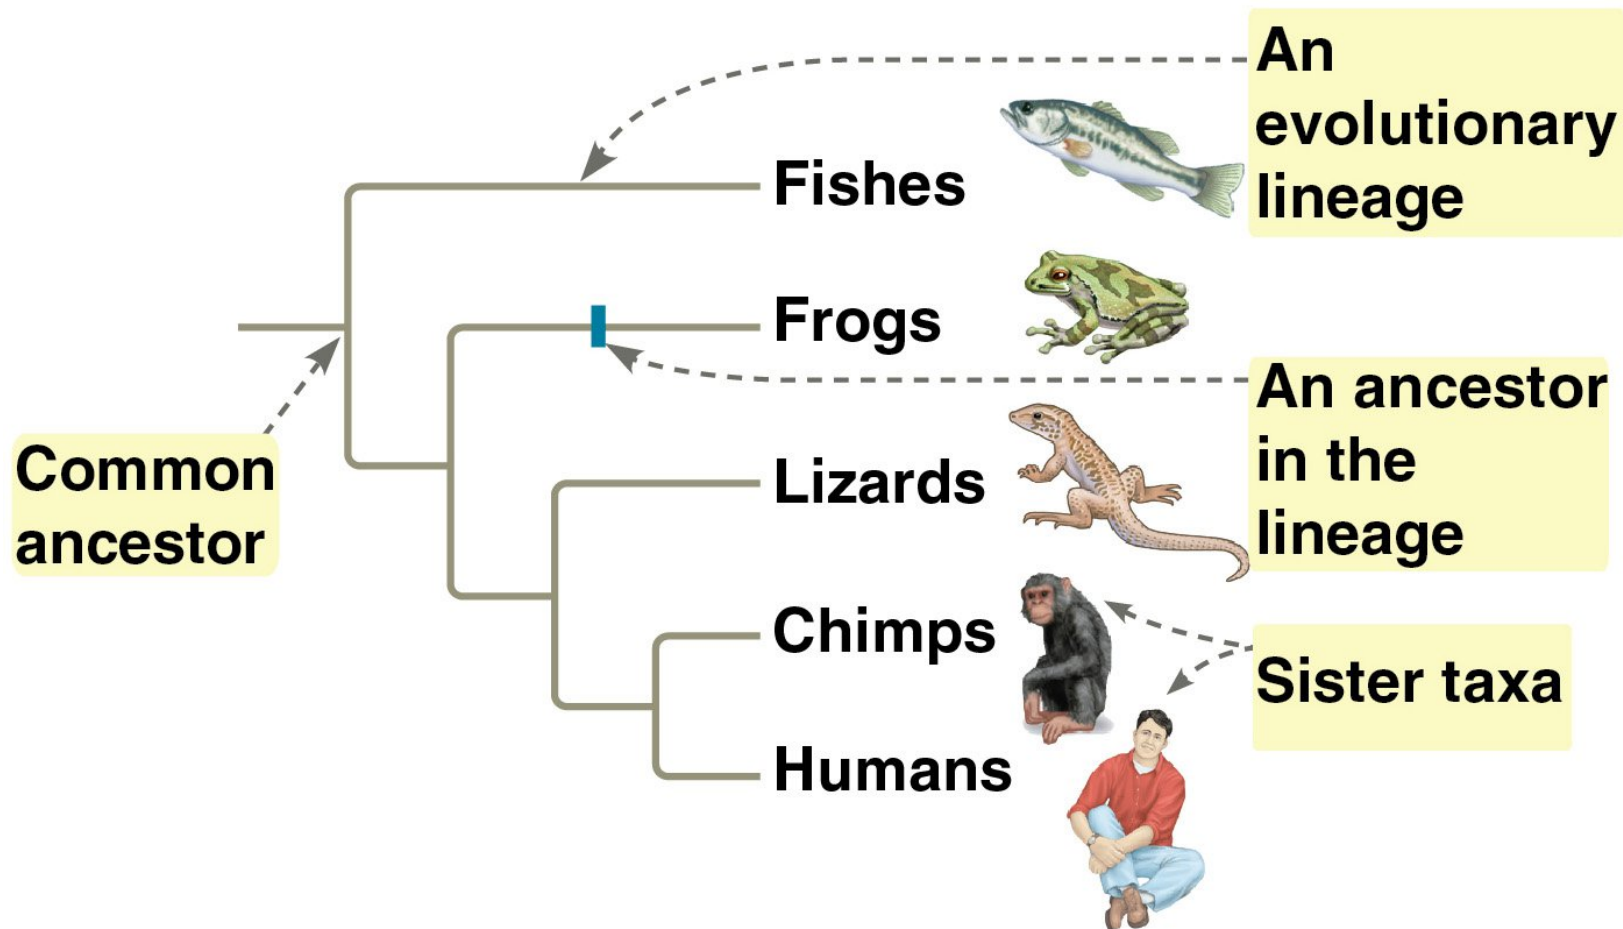 An
evolutionary
lineage
Fishes
Frogs
An ancestor
in the
lineage
Common
ancestor
Lizards
Chimps
Sister taxa
Humans